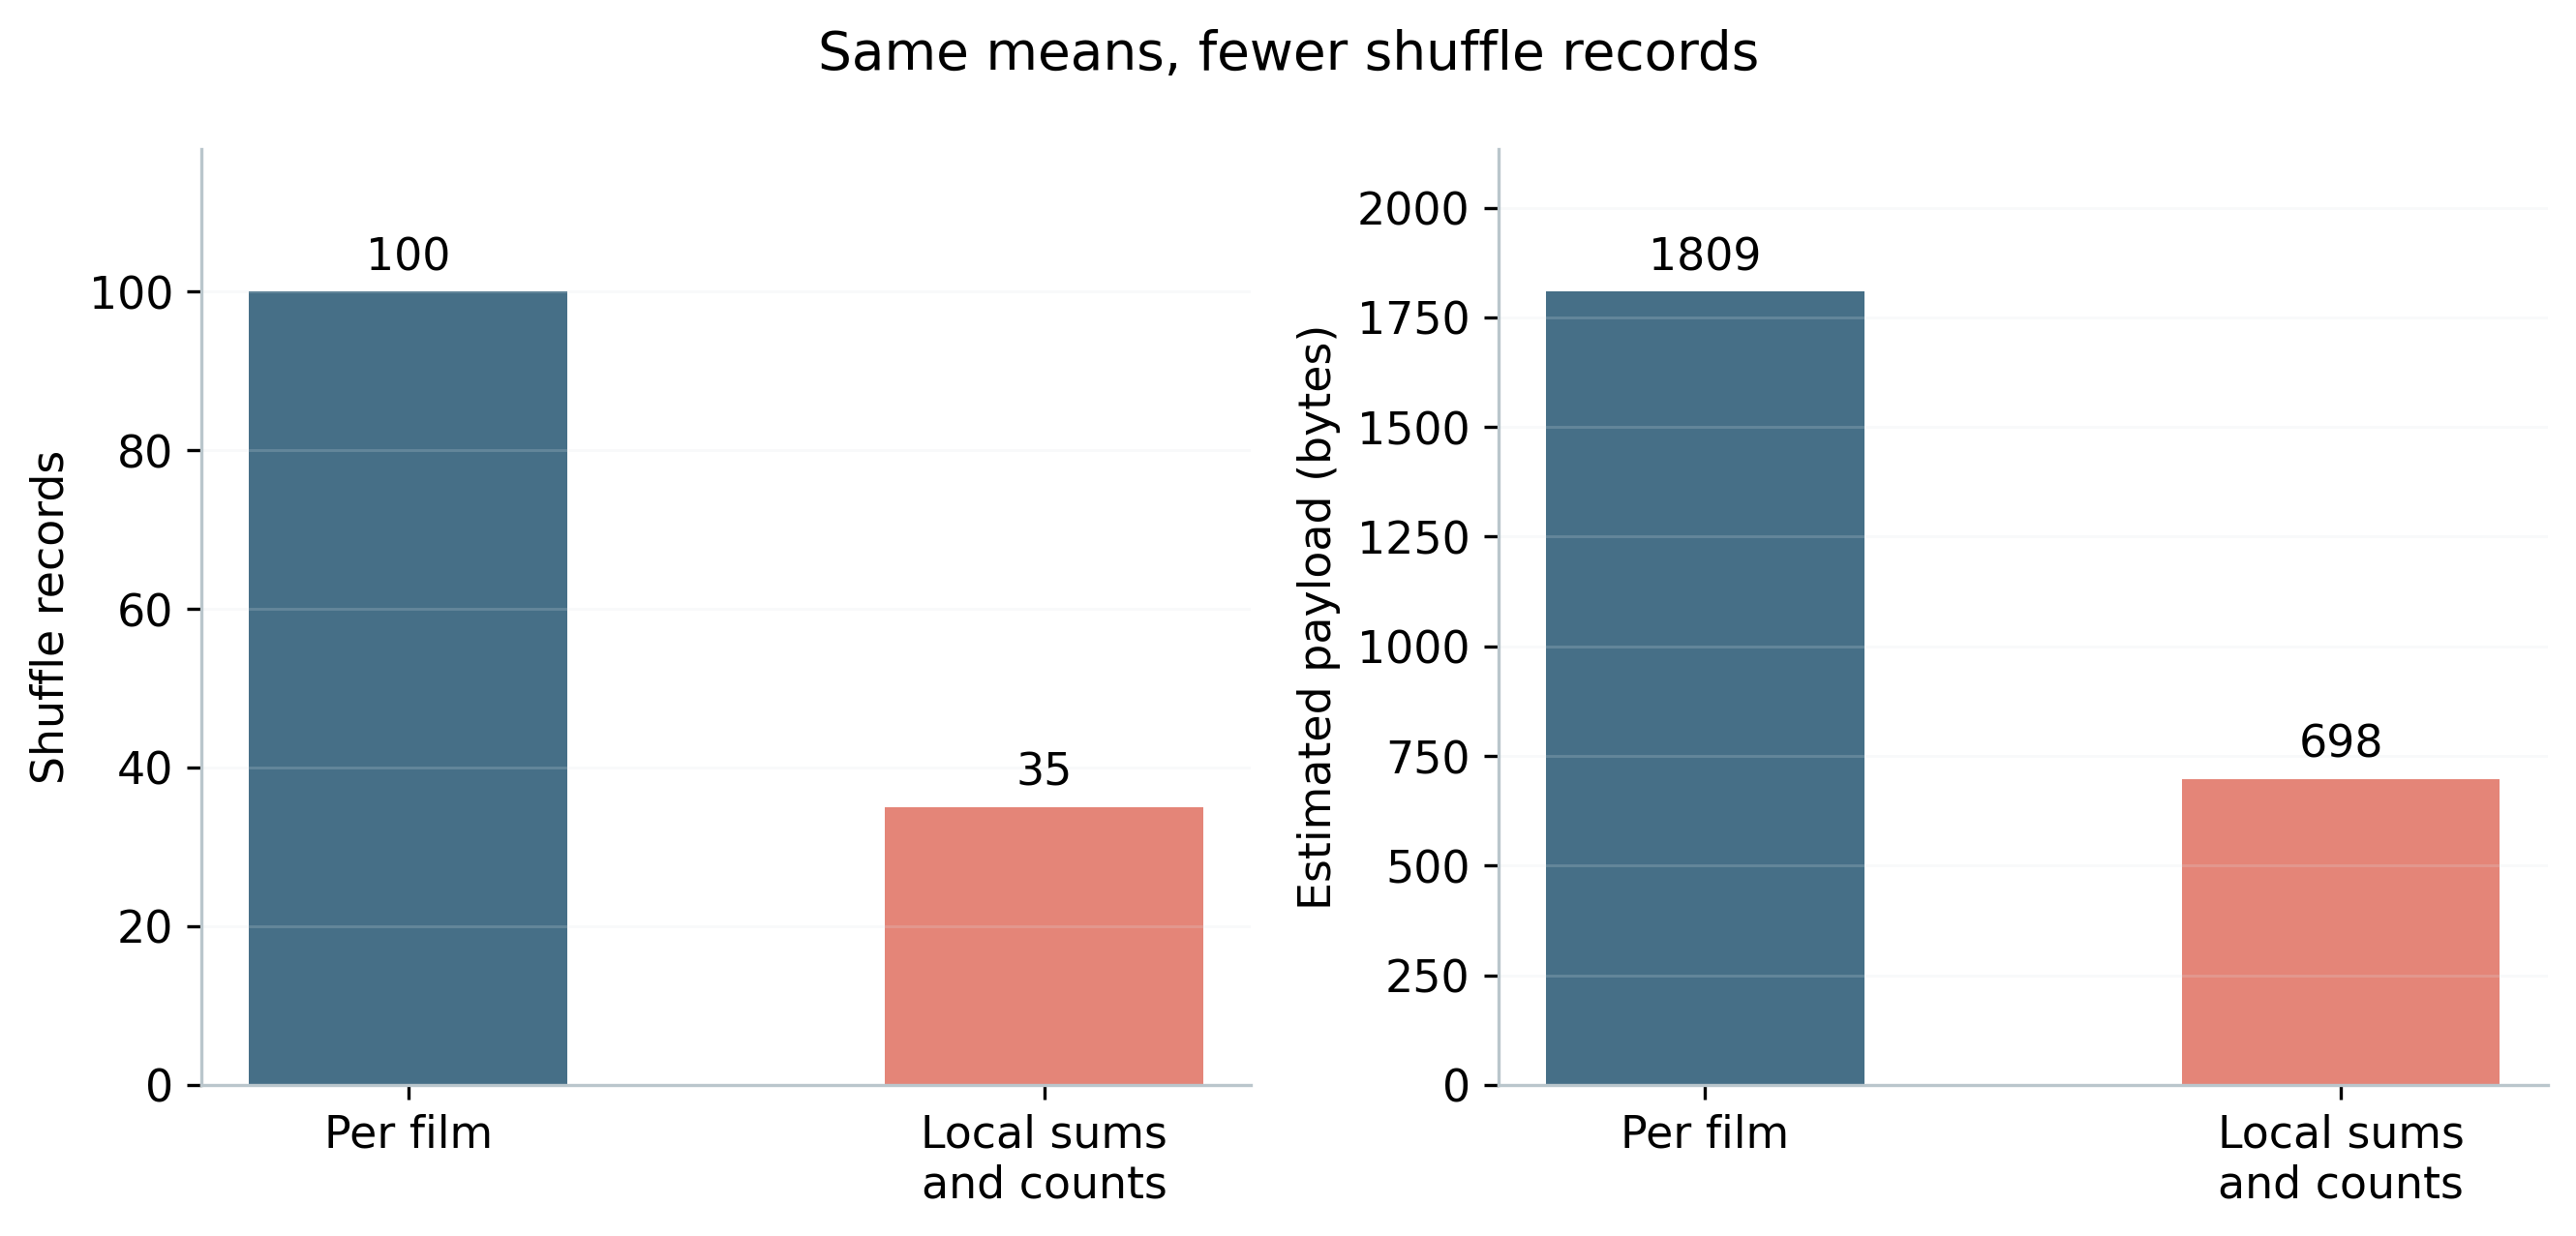 Same means, fewer shuffle records
Shuffle records
100
80
60
40
20
0
100
35
Per film
Local sums
and counts
Estimated payload (bytes)
2000
1750
1500
1250
1000
750
500
250
0
1809
698
Per film
Local sums
and counts